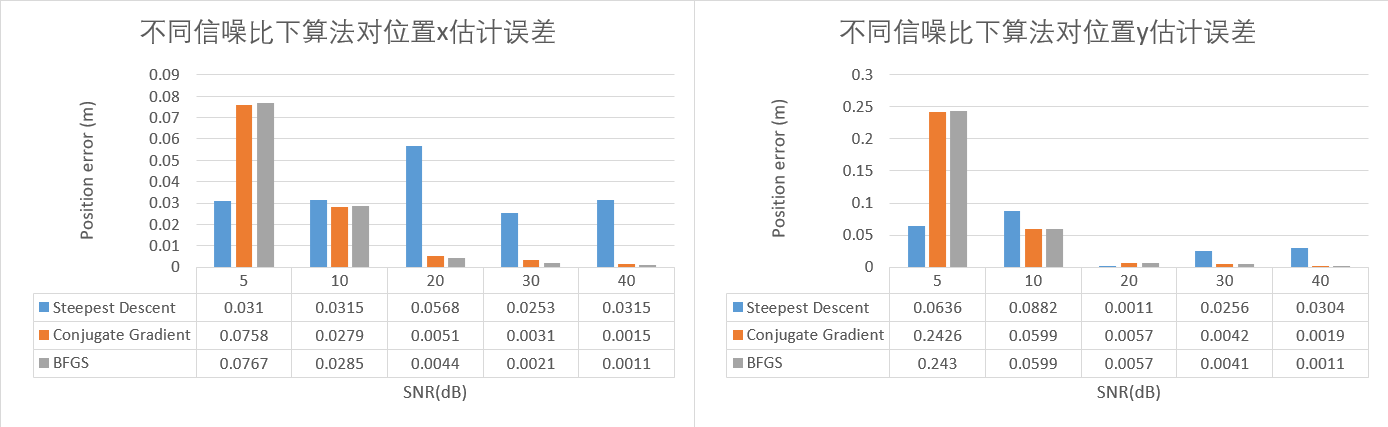 不同信噪比下算法对位置x估计误差
Position error (m)
0.09
0.08
0.07
0.06
0.05
0.04
0.03
0.02
0.01
0
5 10 20 30 40
Steepest Descent 0.031 0.0315 0.0568 0.0253 0.0315
Conjugate Gradient 0.0758 0.0279 0.0051 0.0031 0.0015
BFGS 0.0767 0.0285 0.0044 0.0021 0.0011
SNR(dB)
不同信噪比下算法对位置y估计误差
Position error (m)
0.3
0.25
0.2
0.15
0.1
0.05
0
5 10 20 30 40
Steepest Descent 0.0636 0.0882 0.0011 0.0256 0.0304
Conjugate Gradient 0.2426 0.0599 0.0057 0.0042 0.0019
BFGS 0.243 0.0599 0.0057 0.0041 0.0011
SNR(dB)